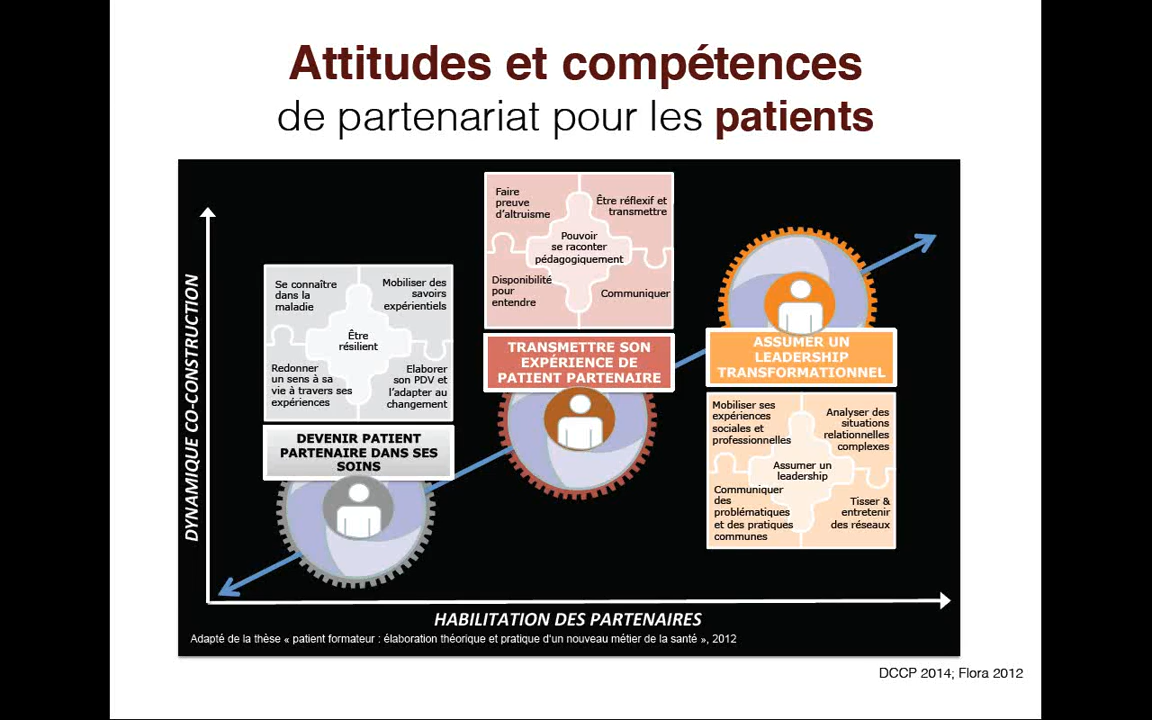 Attitudes et compétences
de partenariat pour les patients
DYNAMIQUE CO-CONSTRUCTION
Se connaître
dans la
maladie
Mobiliser des
savoirs
expérientiels
Être
résilient
Redonner
un sens à sa
vie à travers ses
expériences
Elaborer
son PDV et
l'adapter au
changement
DEVENIR PATIENT
PARTENAIRE DANS SES
SOINS
Faire
preuve
d'altruisme
Être réflexif et
transmettre
Pouvoir
se raconter
pédagogiquement
Disponibilité
pour
entendre
Communiquer
TRANSMETTRE SON
EXPÉRIENCE DE
PATIENT PARTENAIRE
ASSUMER UN
LEADERSHIP
TRANSFORMATIONNEL
Mobiliser ses
expériences
sociales et
professionnelles
Analyser des
situations
relationnelles
complexes
Assumer un
leadership
Communiquer
des
problématiques
et des pratiques
communes
Tisser &
entretenir
des réseaux
HABILITATION DES PARTENAIRES
Adapté de la thèse « patient formateur : élaboration théorique et pratique d'un nouveau métier de la santé », 2012
DCCP 2014; Flora 2012